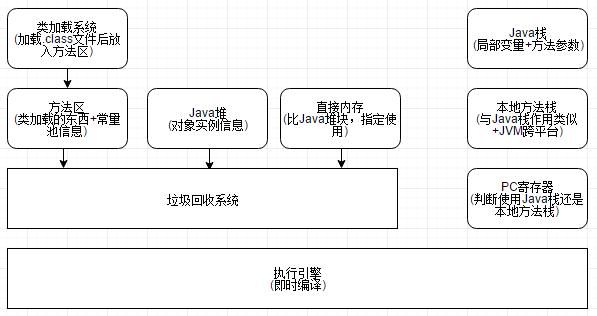 类加载系统
(加载.class文件后放
入方法区)
Java栈
(局部变量+方法参数)
方法区
(类加载的东西+常量
池信息)
Java堆
(对象实例信息)
直接内存
(比Java堆块，指定使
用)
本地方法栈
(与Java栈作用类似
+JVM跨平台)
垃圾回收系统
PC寄存器
(判断使用Java栈还是
本地方法栈)
执行引擎
(即时编译)